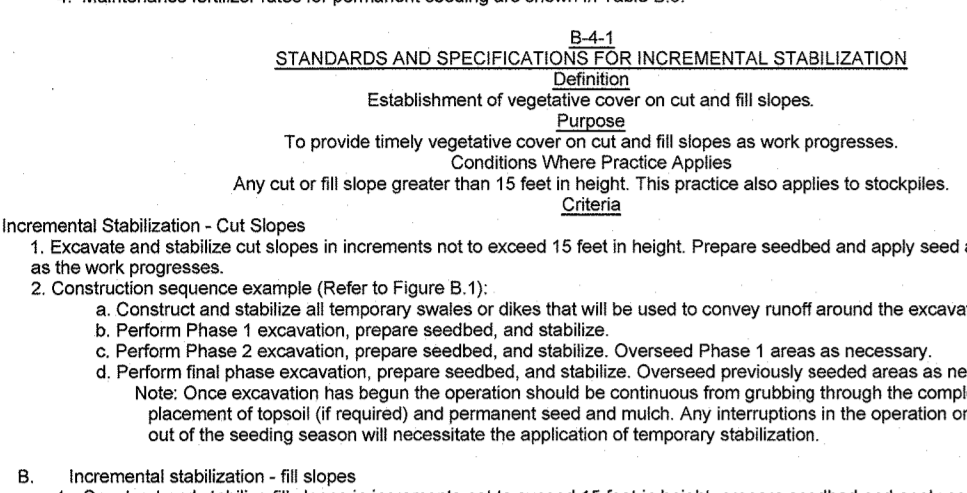 B-4-1
STANDARDS AND SPECIFICATIONS FOR INCREMENTAL STABILIZATION
Definition
Establishment of vegetative cover on cut and fill slopes.
Purpose
To provide timely vegetative cover on cut and fill slopes as work progresses.
Conditions Where Practice Applies
Any cut or fill slope greater than 15 feet in height. This practice also applies to stockpiles.
Criteria
Incremental Stabilization - Cut Slopes
1. Excavate and stabilize cut slopes in increments not to exceed 15 feet in height. Prepare seedbed and apply seed
as the work progresses.
2. Construction sequence example (Refer to Figure B.1):
a. Construct and stabilize all temporary swales or dikes that will be used to convey runoff around the excava
b. Perform Phase 1 excavation, prepare seedbed, and stabilize.
c. Perform Phase 2 excavation, prepare seedbed, and stabilize. Overseed Phase 1 areas as necessary.
d. Perform final phase excavation, prepare seedbed, and stabilize. Overseed previously seeded areas as ne
Note: Once excavation has begun the operation should be continuous from grubbing through the compl
placement of topsoil (if required) and permanent seed and mulch. Any interruptions in the operation or
out of the seeding season will necessitate the application of temporary stabilization.
B. Incremental stabilization - fill slopes